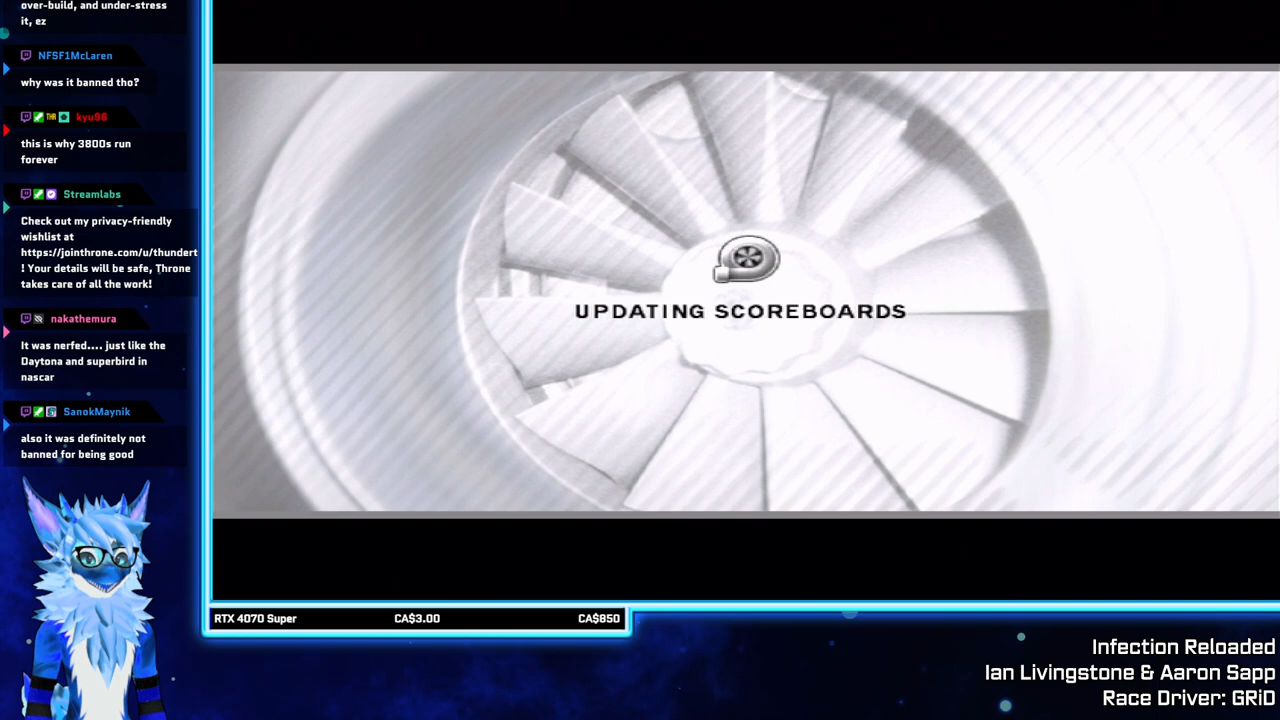 over-build, and under-stress
it, ez
NFSF1McLaren
why was it banned tho?
THR kyu96
this is why 3800s run
forever
Streamlabs
Check out my privacy-friendly
wishlist at
https://jointhrone.com/u/thundert
! Your details will be safe, Throne
takes care of all the work!
nakathemura
It was nerfed.... just like the
Daytona and superbird in
nascar
SanokMaynik
also it was definitely not
banned for being good
UPDATING SCOREBOARDS
RTX 4070 Super CA$3.00 CA$850
Infection Reloaded
Ian Livingstone & Aaron Sapp
Race Driver: GRiD